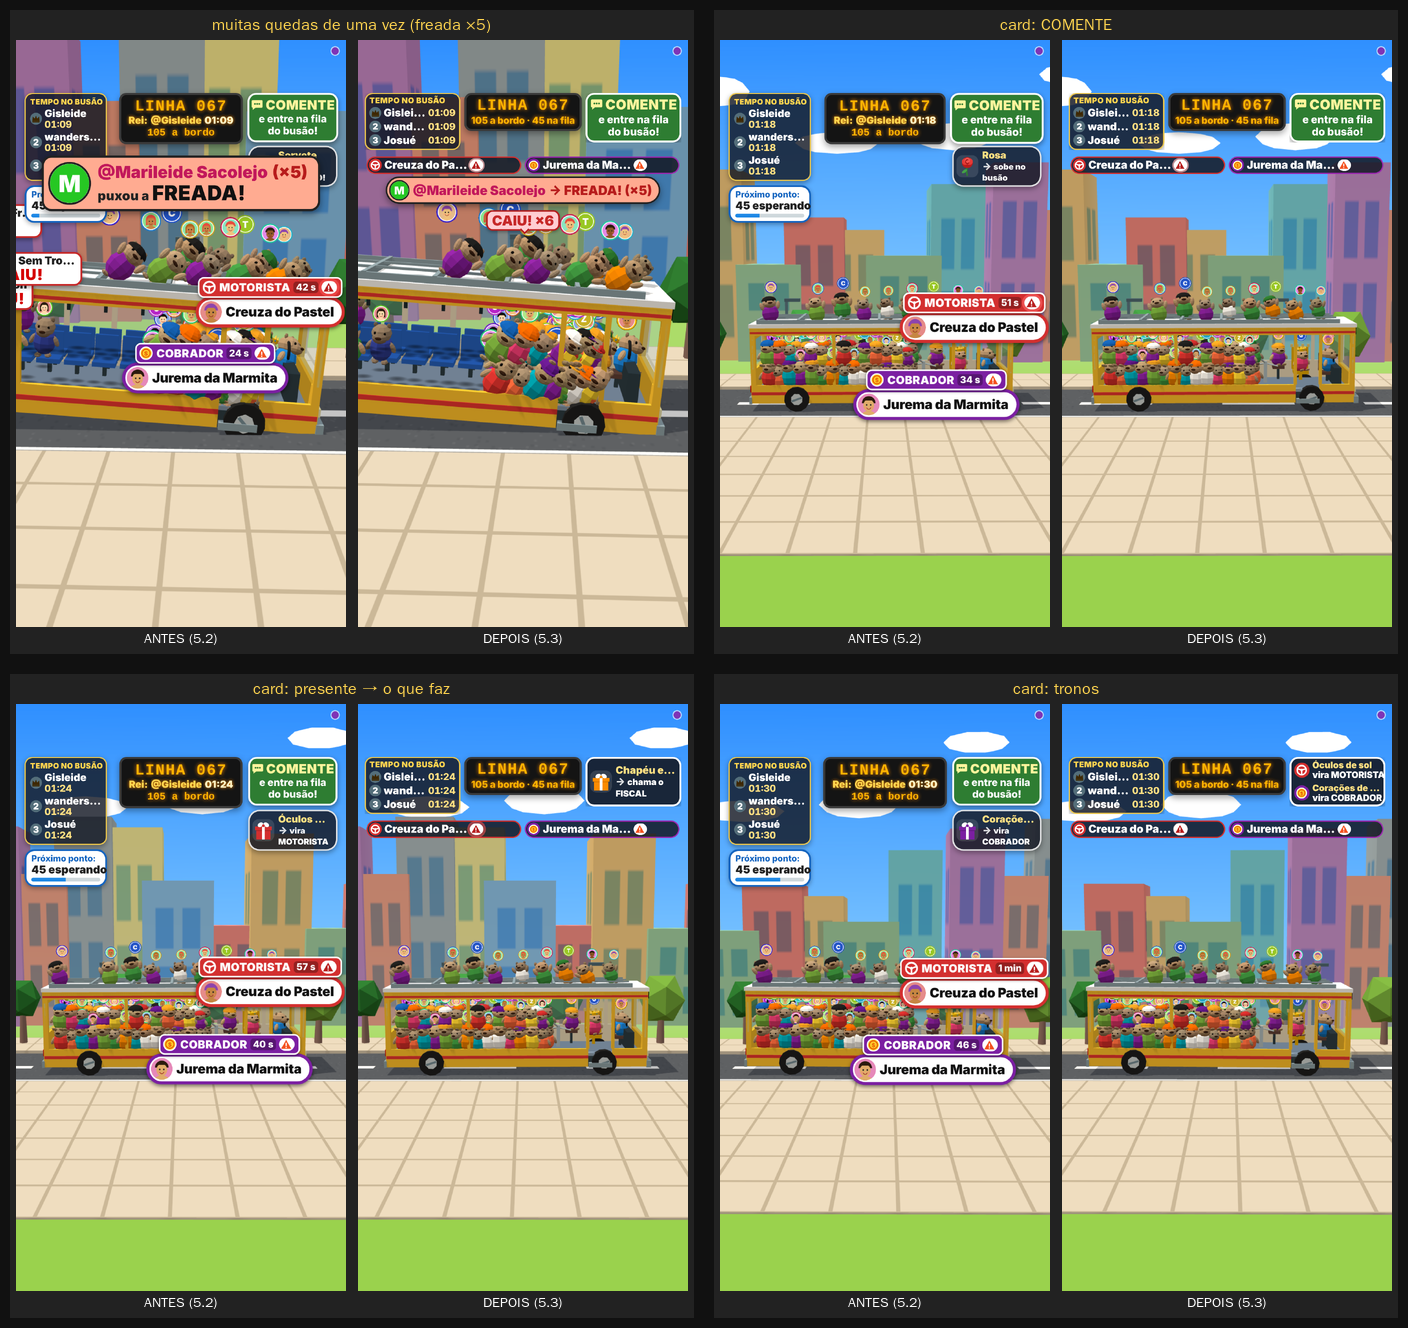 muitas quedas de uma vez (freada ×5)
TEMPO NO BUSÃO
Gisleide
01:09
2 wanders...
01:09
3
LINHA 067
Rei: @Gisleide 01:09
105 a bordo
COMENTE
e entre na fila
do busão!
Sorvete
M
@Marileide Sacolejo (×5)
puxou a FREADA!
Sem Tro...
MOTORISTA 42 s
Creuza do Pastel
COBRADOR 24 s
Jurema da Marmita
ANTES (5.2)
TEMPO NO BUSÃO
Gislei... 01:09
2 wand... 01:09
3 Josué 01:09
LINHA 067
105 a bordo · 45 na fila
COMENTE
e entre na fila
do busão!
Creuza do Pa...
Jurema da Ma...
M @Marileide Sacolejo → FREADA! (×5)
CAIU! ×6
DEPOIS (5.3)
card: COMENTE
TEMPO NO BUSÃO
Gisleide
01:18
2 wanders...
01:18
3 Josué
01:18
Próximo ponto:
45 esperando
LINHA 067
Rei: @Gisleide 01:18
105 a bordo
COMENTE
e entre na fila
do busão!
Rosa
→ sobe no
busão
MOTORISTA 51 s
Creuza do Pastel
COBRADOR 34 s
Jurema da Marmita
ANTES (5.2)
TEMPO NO BUSÃO
Gislei... 01:18
2 wand... 01:18
3 Josué 01:18
LINHA 067
105 a bordo · 45 na fila
COMENTE
e entre na fila
do busão!
Creuza do Pa...
Jurema da Ma...
DEPOIS (5.3)
card: presente → o que faz
TEMPO NO BUSÃO
Gisleide
01:24
2 wanders...
01:24
3 Josué
01:24
Próximo ponto:
45 esperando
LINHA 067
Rei: @Gisleide 01:24
105 a bordo
COMENTE
e entre na fila
do busão!
Óculos ...
→ vira
MOTORISTA
MOTORISTA 57 s
Creuza do Pastel
COBRADOR 40 s
Jurema da Marmita
ANTES (5.2)
TEMPO NO BUSÃO
Gislei... 01:24
2 wand... 01:24
3 Josué 01:24
LINHA 067
105 a bordo · 45 na fila
Chapéu e...
→ chama o
FISCAL
Creuza do Pa...
Jurema da Ma...
DEPOIS (5.3)
card: tronos
TEMPO NO BUSÃO
Gisleide
01:30
2 wanders...
01:30
3 Josué
01:30
Próximo ponto:
45 esperando
LINHA 067
Rei: @Gisleide 01:30
105 a bordo
COMENTE
e entre na fila
do busão!
Coraçõe...
→ vira
COBRADOR
MOTORISTA 1 min
Creuza do Pastel
COBRADOR 46 s
Jurema da Marmita
ANTES (5.2)
TEMPO NO BUSÃO
Gislei... 01:30
2 wand... 01:30
3 Josué 01:30
LINHA 067
105 a bordo · 45 na fila
Óculos de sol
vira MOTORISTA
Corações de ...
vira COBRADOR
Creuza do Pa...
Jurema da Ma...
DEPOIS (5.3)